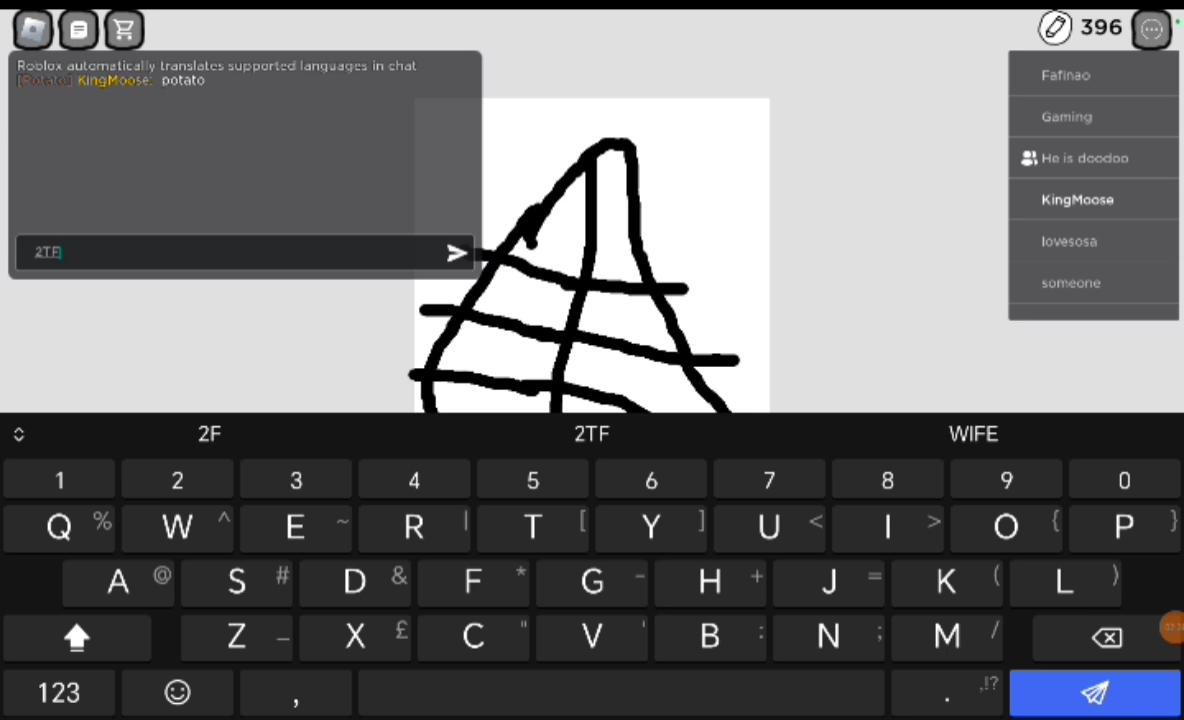 396
Roblox automatically translates supported languages in chat
[Potato] KingMoose: potato
2TF
Fafinao
Gaming
He is doodoo
KingMoose
lovesosa
someone
2F 2TF WIFE
1 2 3 4 5 6 7 8 9 0
Q % W ^ E ~ R | T [ Y ] U < I > O { P }
A @ S # D & F * G - H + J = K ( L )
Z _ X £ C " V ' B : N ; M /
123 , . ,!?